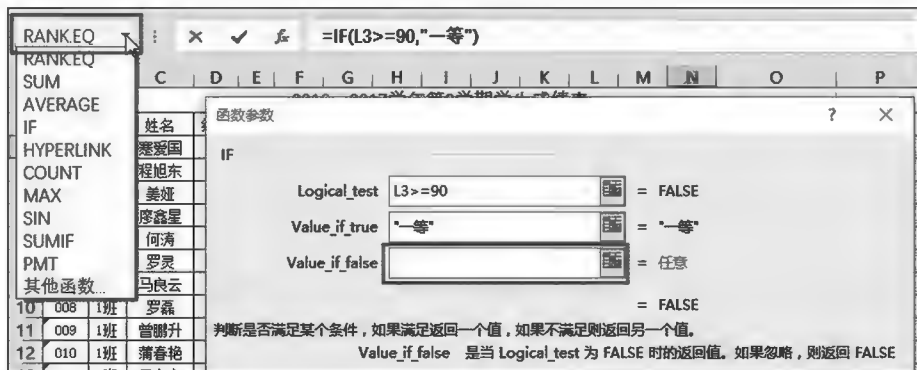 RANK.EQ
× ✓ fx =IF(L3>=90,"一等")
RANK.EQ
SUM
AVERAGE
IF
HYPERLINK
COUNT
MAX
SIN
SUMIF
PMT
其他函数...
C D E F G H I J K L M N O P
姓名
蹇爱国
程旭东
姜娅
廖鑫星
何涛
罗灵
马良云
10 008 1班 罗磊
11 009 1班 曾鹏升
12 010 1班 蒲春艳
函数参数 ? ×
IF
Logical_test L3>=90 = FALSE
Value_if_true "一等" = "一等"
Value_if_false = 任意
= FALSE
判断是否满足某个条件，如果满足返回一个值，如果不满足则返回另一个值。
Value_if_false 是当 Logical_test 为 FALSE 时的返回值。如果忽略，则返回 FALSE